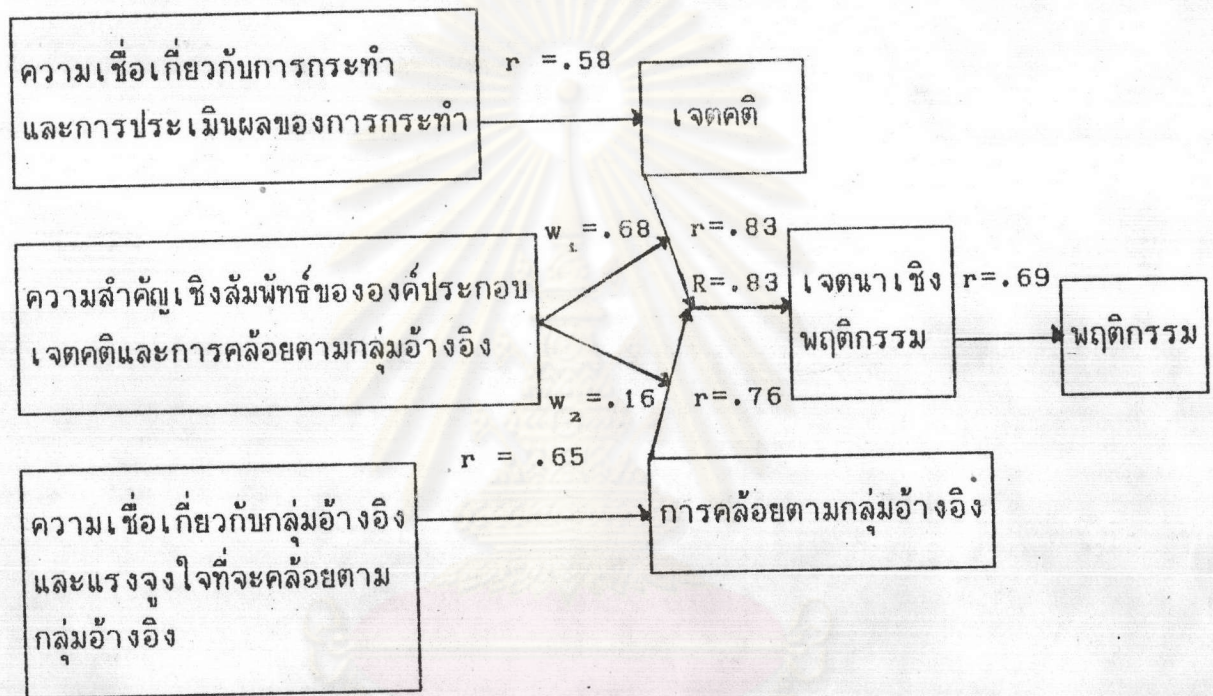 ความเชื่อเกี่ยวกับการกระทำ
และการประเมินผลของการกระทำ
r =.58
เจตคติ
ความสำคัญเชิงสัมพัทธ์ขององค์ประกอบ
เจตคติและการคล้อยตามกลุ่มอ้างอิง
w₁=.68 r=.83
R=.83
w₂=.16 r=.76
เจตนาเชิง
พฤติกรรม
r=.69
พฤติกรรม
r = .65
ความเชื่อเกี่ยวกับกลุ่มอ้างอิง
และแรงจูงใจที่จะคล้อยตาม
กลุ่มอ้างอิง
การคล้อยตามกลุ่มอ้างอิง